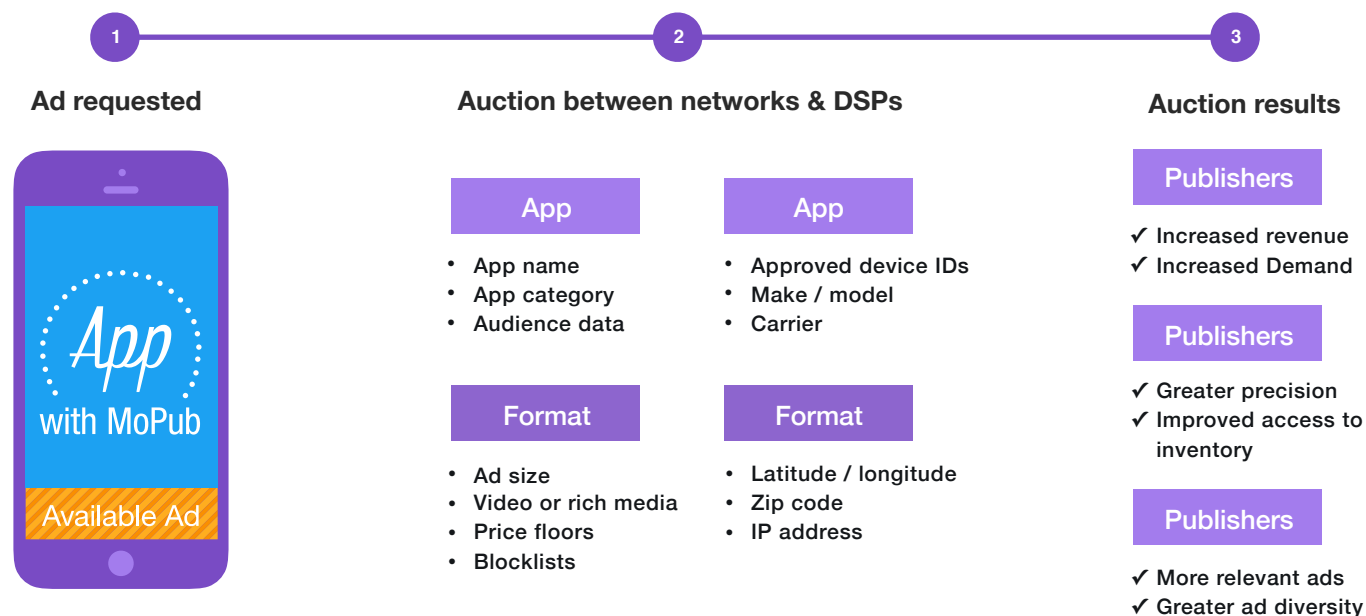 1
2
3
Ad requested
Auction between networks & DSPs
Auction results
App
with MoPub
Available Ad
App
• App name
• App category
• Audience data
App
• Approved device IDs
• Make / model
• Carrier
Format
• Ad size
• Video or rich media
• Price floors
• Blocklists
Format
• Latitude / longitude
• Zip code
• IP address
Publishers
✓ Increased revenue
✓ Increased Demand
Publishers
✓ Greater precision
✓ Improved access to
inventory
Publishers
✓ More relevant ads
✓ Greater ad diversity